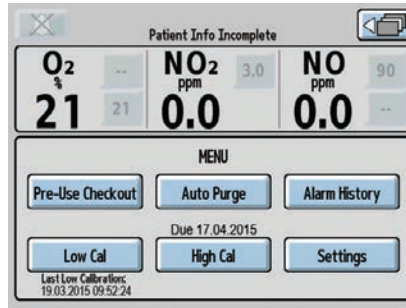 Patient Info Incomplete
O2 -- NO2 3.0 NO 90
% ppm ppm
21 21 0.0 0.0 --
MENU
Pre-Use Checkout Auto Purge Alarm History
Due 17.04.2015
Low Cal High Cal Settings
Last Low Calibration:
19.03.2015 09:52:24